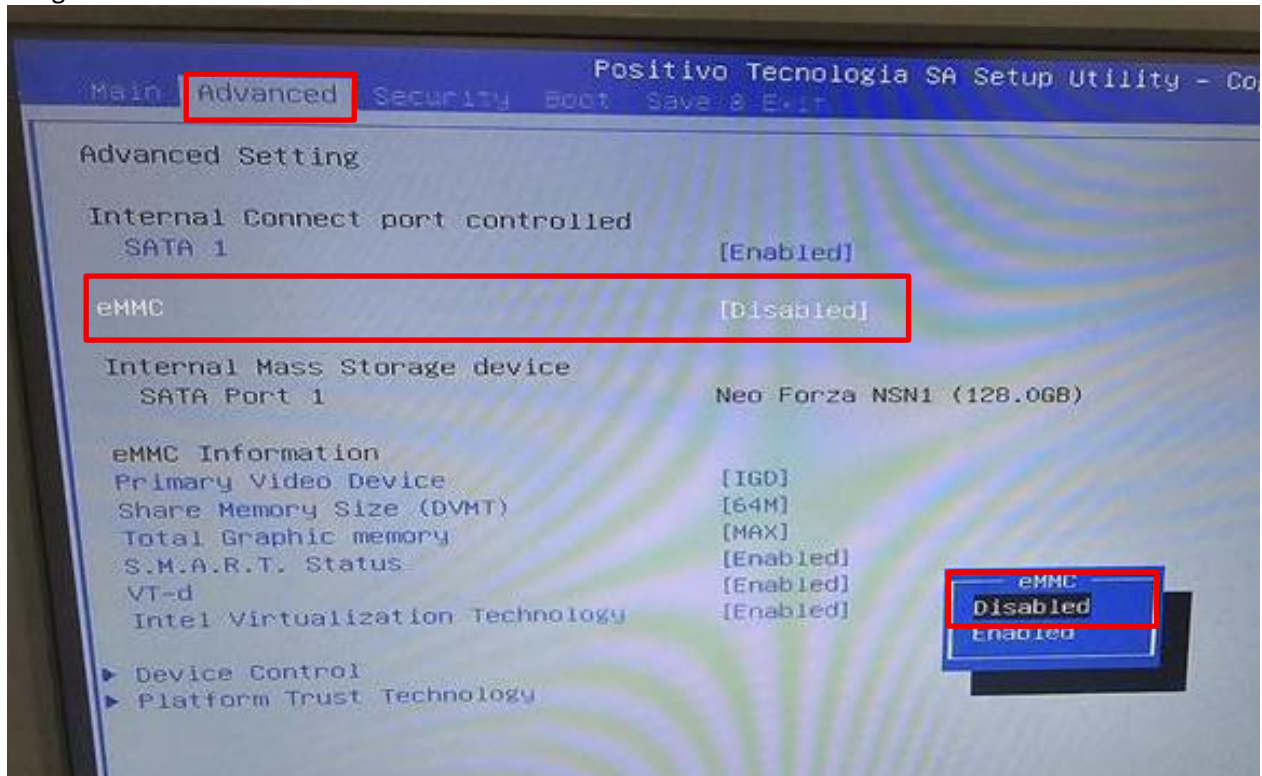 Positivo Tecnologia SA Setup Utility - Co
Main Advanced Security Boot Save & Exit
Advanced Setting
Internal Connect port controlled
SATA 1 [Enabled]
eMMC [Disabled]
Internal Mass Storage device
SATA Port 1 Neo Forza NSN1 (128.0GB)
eMMC Information
Primary Video Device [IGD]
Share Memory Size (DVMT) [64M]
Total Graphic memory [MAX]
S.M.A.R.T. Status [Enabled]
VT-d [Enabled]
Intel Virtualization Technology [Enabled]
Device Control
Platform Trust Technology
eMMC
Disabled
Enabled